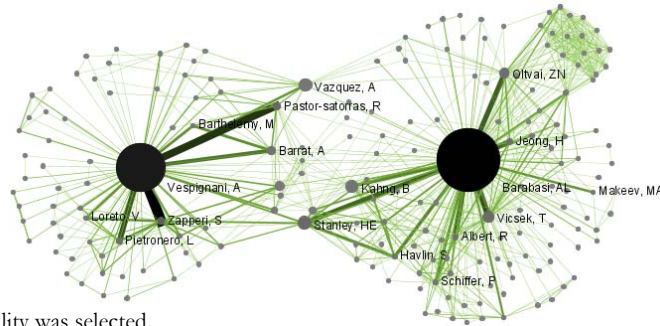 Oltvai, ZN
Vazquez, A
Pastor-satorras, R
Barthelemy, M
Jeong, H
Barrat, A
Vespignani, A
Kahng, B
Barabasi, AL
Makeev, MA
Loreto, V
Zapperi, S
Stanley, HE
Vicsek, T
Pietronero, L
Albert, R
Havlin, S
Schiffer, P
lity was selected.